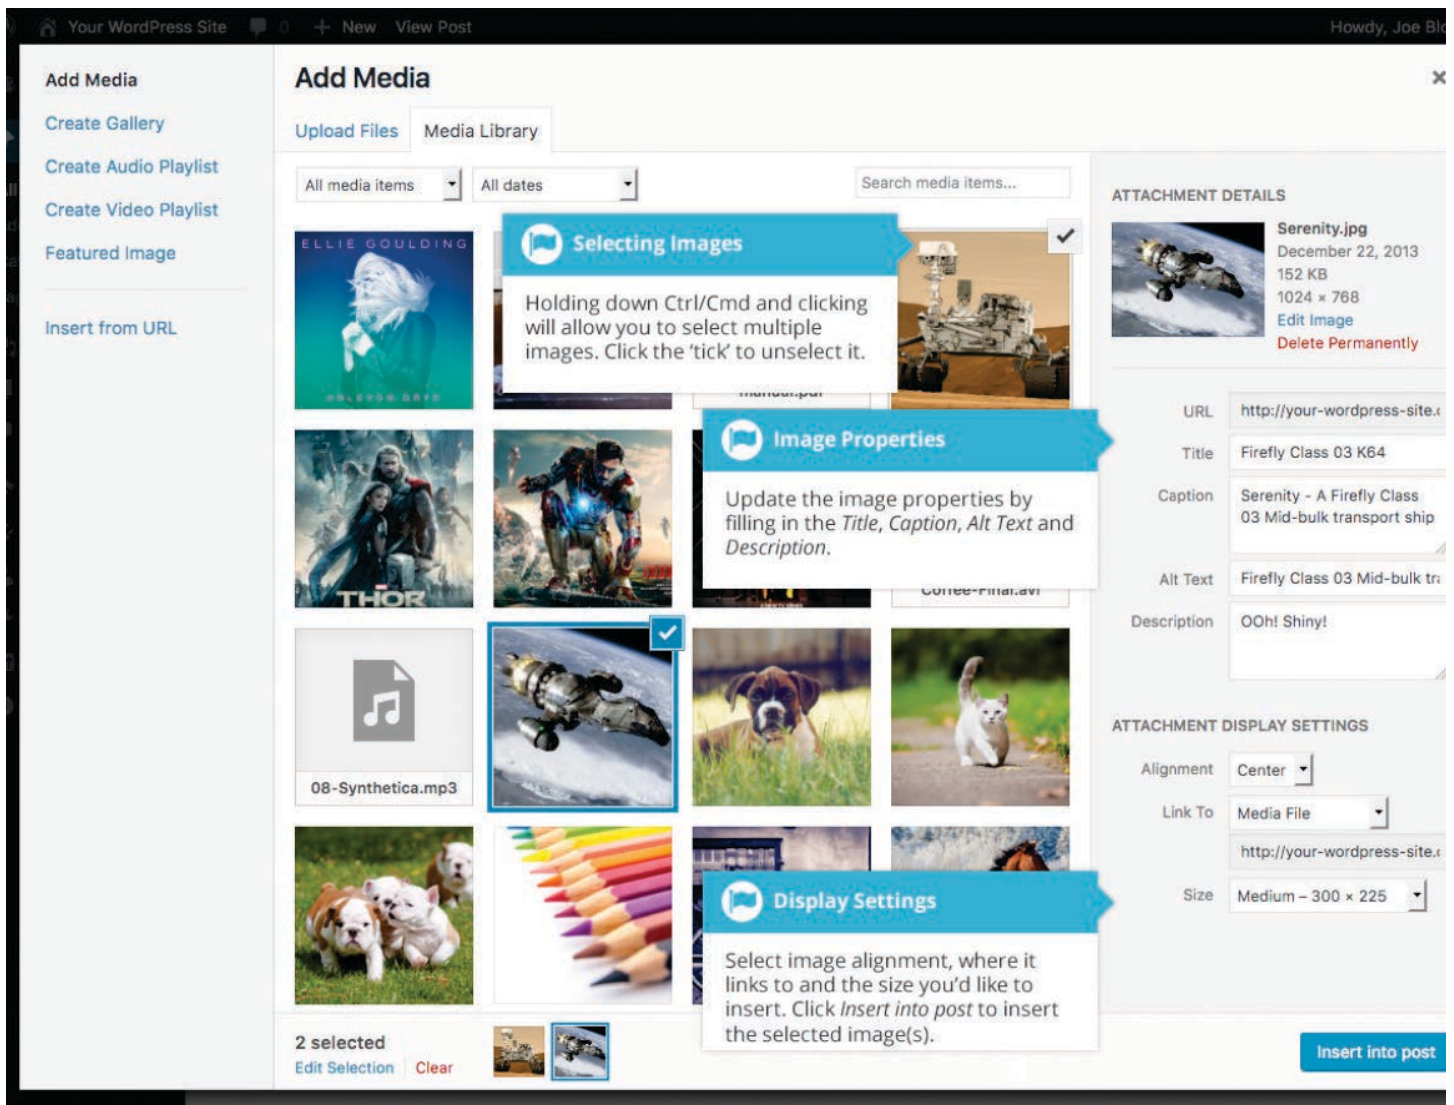 Your WordPress Site 0 + New View Post
Howdy, Joe Blo
Add Media
Create Gallery
Create Audio Playlist
Create Video Playlist
Featured Image
Insert from URL
Add Media
Upload Files Media Library
All media items All dates
Search media items...
ELLIE GOULDING
HALCYON DAYS
Selecting Images
Holding down Ctrl/Cmd and clicking
will allow you to select multiple
images. Click the ‘tick’ to unselect it.
manual.pdf
Image Properties
Update the image properties by
filling in the Title, Caption, Alt Text and
Description.
MARVEL
THOR
Coffee-Final.avi
08-Synthetica.mp3
Display Settings
Select image alignment, where it
links to and the size you’d like to
insert. Click Insert into post to insert
the selected image(s).
2 selected
Edit Selection Clear
ATTACHMENT DETAILS
Serenity.jpg
December 22, 2013
152 KB
1024 × 768
Edit Image
Delete Permanently
URL http://your-wordpress-site.c
Title Firefly Class 03 K64
Caption Serenity - A Firefly Class
03 Mid-bulk transport ship
Alt Text Firefly Class 03 Mid-bulk tra
Description OOh! Shiny!
ATTACHMENT DISPLAY SETTINGS
Alignment Center
Link To Media File
http://your-wordpress-site.c
Size Medium – 300 × 225
Insert into post